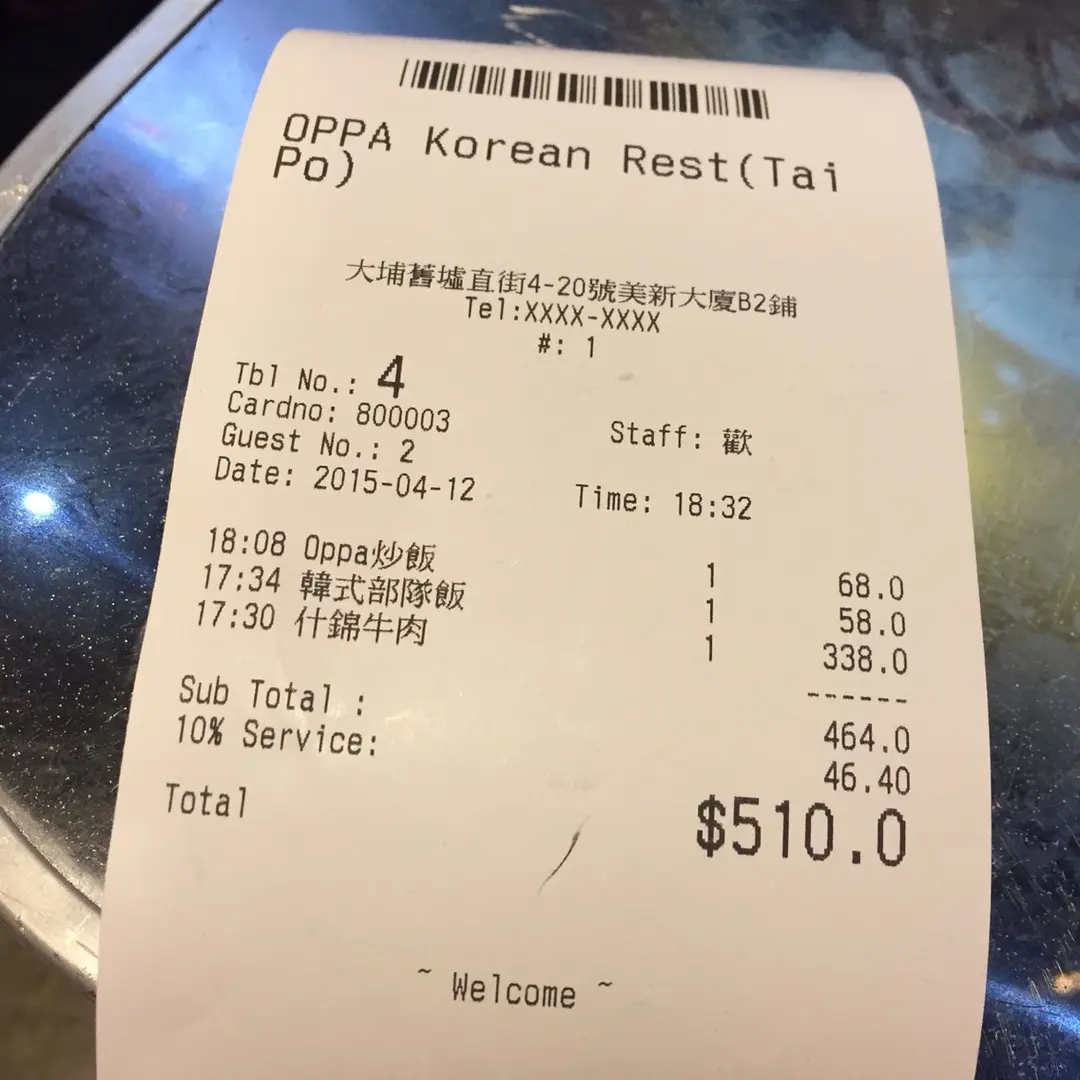 OPPA Korean Rest(Tai
Po)
大埔舊墟直街4-20號美新大廈B2鋪
Tel:XXXX-XXXX
#: 1
Tbl No.: 4
Cardno: 800003
Guest No.: 2 Staff: 歡
Date: 2015-04-12 Time: 18:32
18:08 Oppa炒飯 1 68.0
17:34 韓式部隊飯 1 58.0
17:30 什錦牛肉 1 338.0
------
Sub Total : 464.0
10% Service: 46.40
Total $510.0
~ Welcome ~